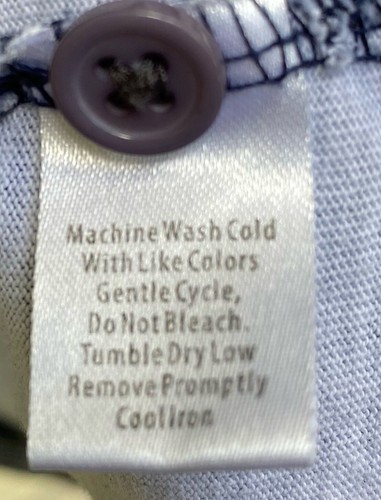 Machine Wash Cold
With Like Colors
Gentle Cycle,
Do Not Bleach.
Tumble Dry Low
Remove Promptly
Cool Iron